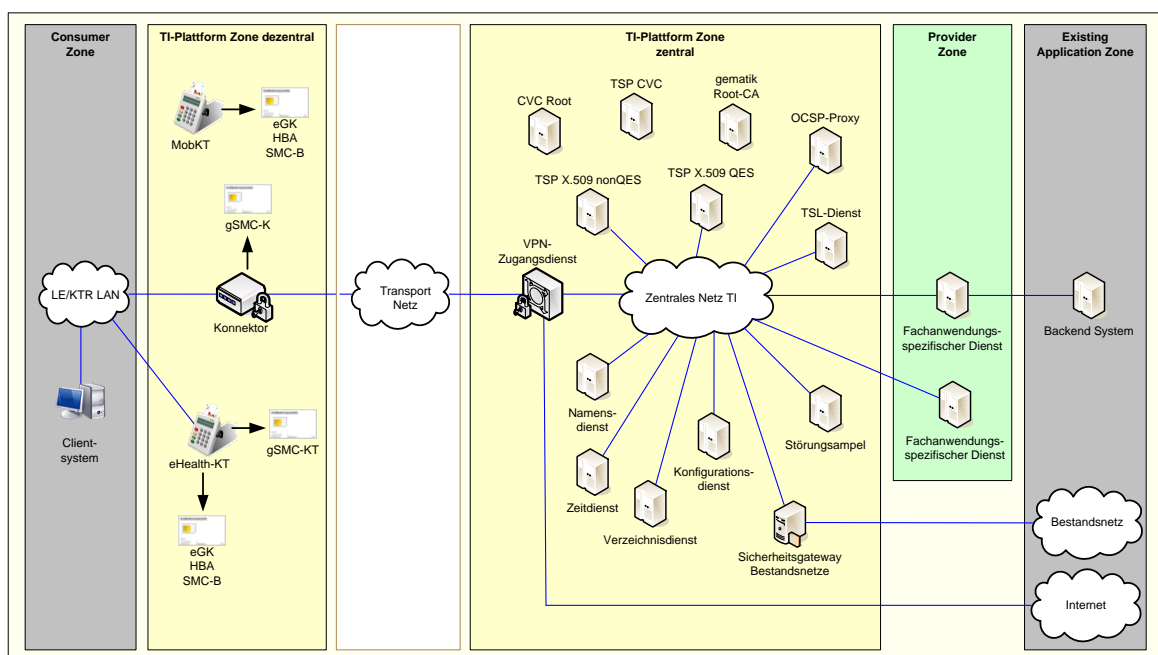 Consumer
Zone
TI-Plattform Zone dezentral
TI-Plattform Zone
zentral
Provider
Zone
Existing
Application Zone
MobKT
eGK
HBA
SMC-B
gSMC-K
LE/KTR LAN
Konnektor
Client-
system
eHealth-KT
gSMC-KT
eGK
HBA
SMC-B
Transport
Netz
CVC Root
TSP CVC
gematik
Root-CA
OCSP-Proxy
TSP X.509 nonQES
TSP X.509 QES
TSL-Dienst
VPN-
Zugangsdienst
Zentrales Netz TI
Namens-
dienst
Zeitdienst
Verzeichnisdienst
Konfigurations-
dienst
Störungsampel
Sicherheitsgateway
Bestandsnetze
Fachanwendungs-
spezifischer Dienst
Fachanwendungs-
spezifischer Dienst
Backend System
Bestandsnetz
Internet